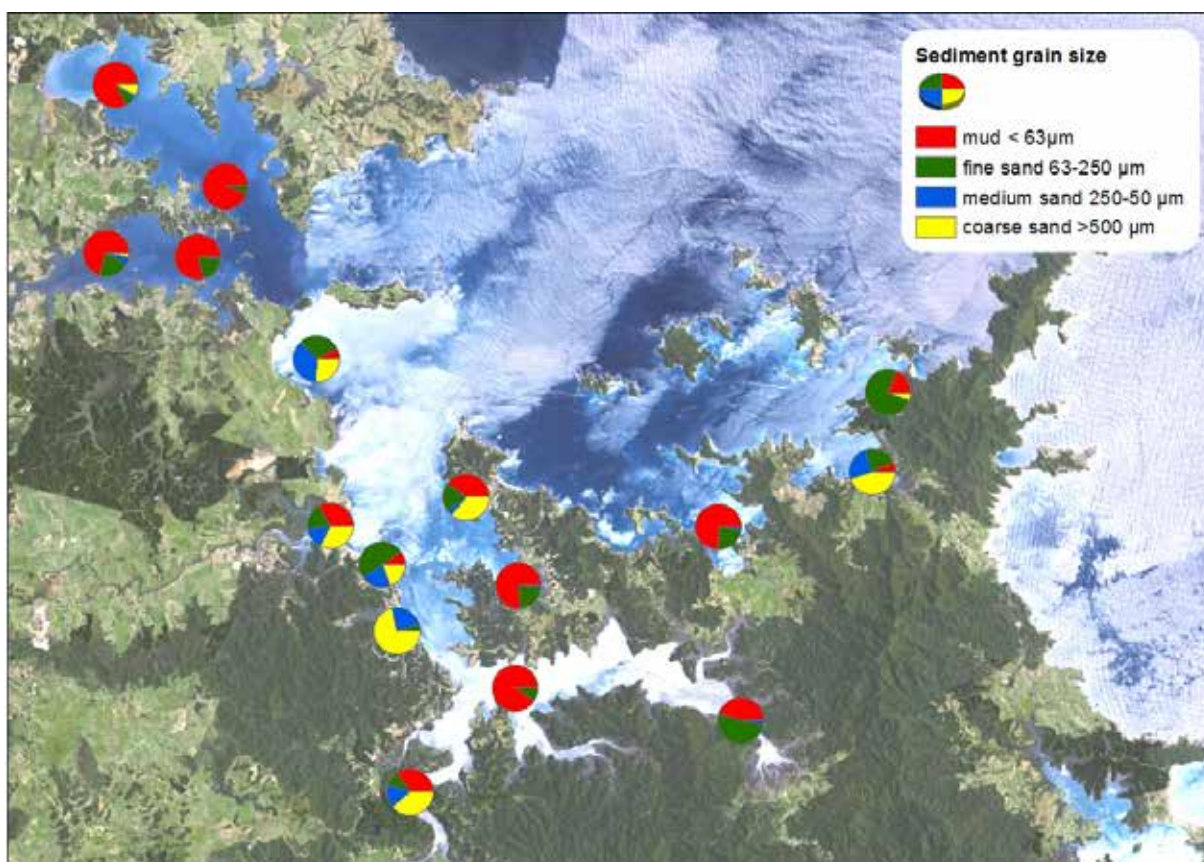 Sediment grain size
mud < 63µm
fine sand 63-250 µm
medium sand 250-50 µm
coarse sand >500 µm